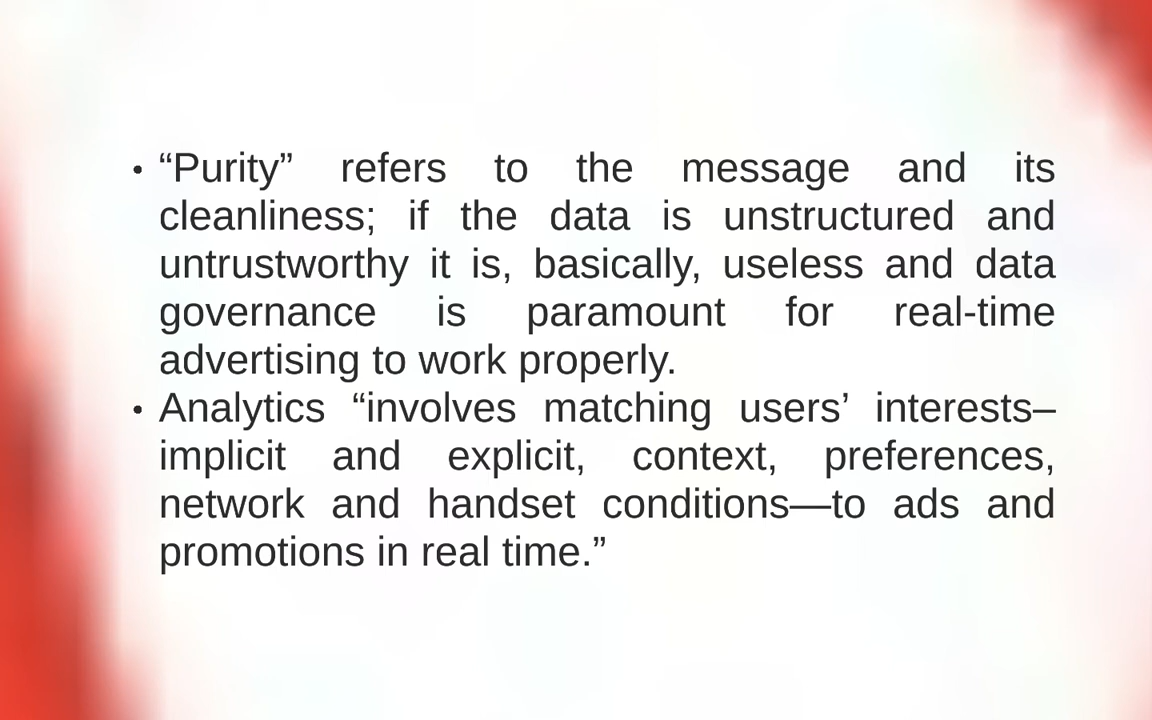 • “Purity” refers to the message and its
cleanliness; if the data is unstructured and
untrustworthy it is, basically, useless and data
governance is paramount for real-time
advertising to work properly.
• Analytics “involves matching users’ interests–
implicit and explicit, context, preferences,
network and handset conditions—to ads and
promotions in real time.”